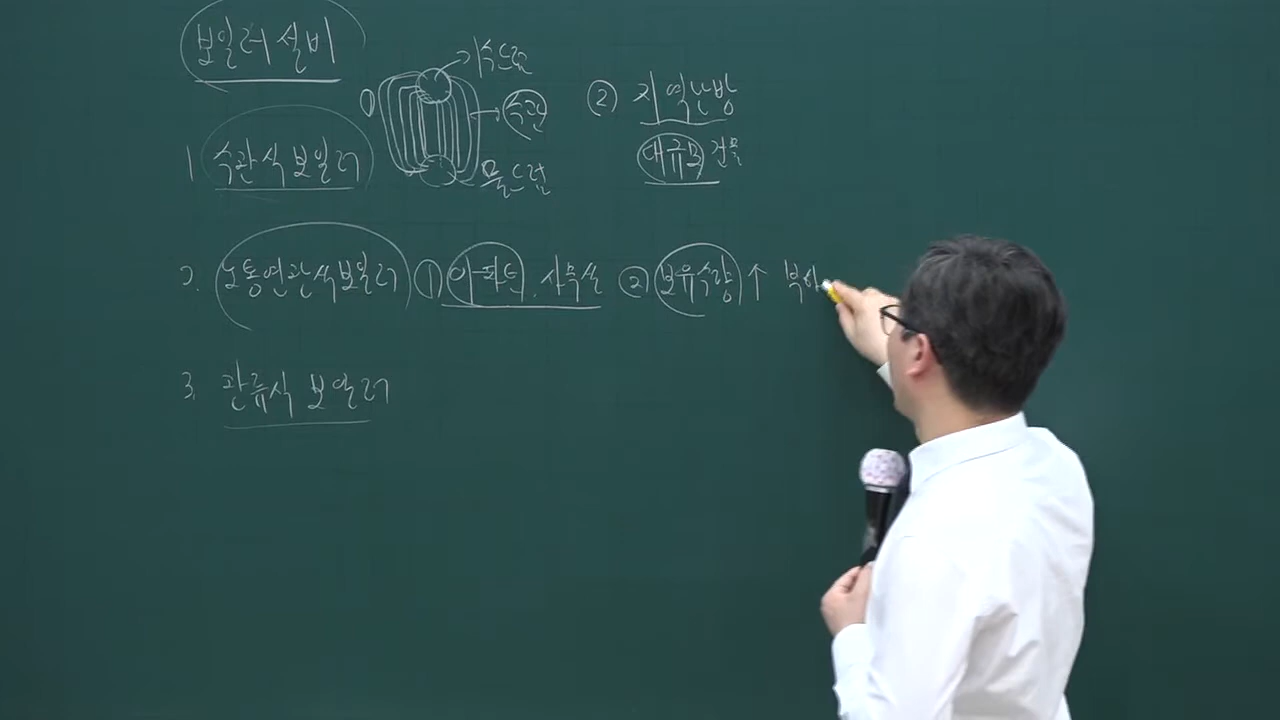 보일러 설비
1 수관식 보일러 ① 기수드럼 수관 물드럼 ② 지역난방
대규모 건물
2. 노통연관식 보일러 ① 아파트, 사무실 ② 보유수량 ↑ 부하
3. 관류식 보일러